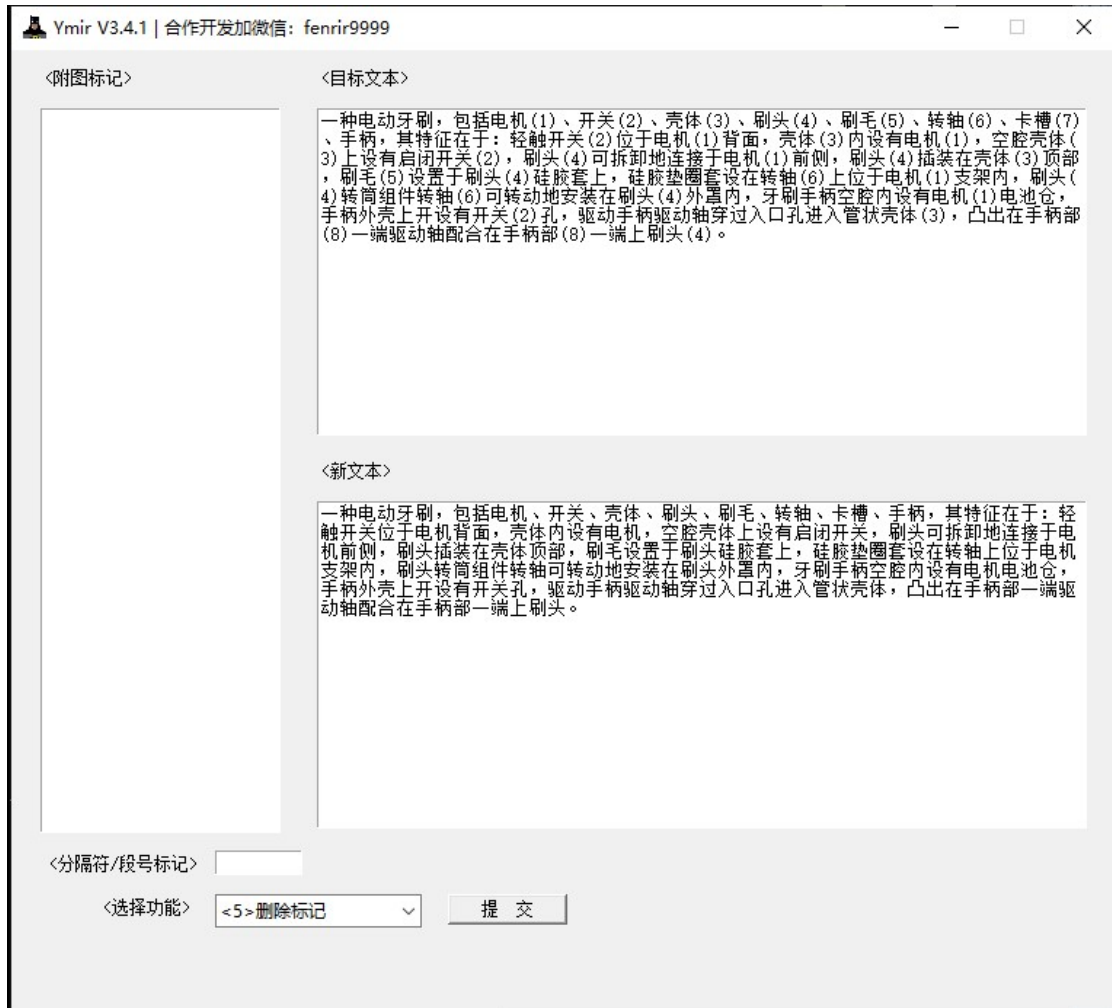 Ymir V3.4.1 | 合作开发加微信：fenrir9999
<附图标记>
<目标文本>
一种电动牙刷，包括电机(1)、开关(2)、壳体(3)、刷头(4)、刷毛(5)、转轴(6)、卡槽(7)
、手柄，其特征在于：轻触开关(2)位于电机(1)背面，壳体(3)内设有电机(1)，空腔壳体(
3)上设有启闭开关(2)，刷头(4)可拆卸地连接于电机(1)前侧，刷头(4)插装在壳体(3)顶部
，刷毛(5)设置于刷头(4)硅胶套上，硅胶垫圈套设在转轴(6)上位于电机(1)支架内，刷头(
4)转筒组件转轴(6)可转动地安装在刷头(4)外罩内，牙刷手柄空腔内设有电机(1)电池仓，
手柄外壳上开设有开关(2)孔，驱动手柄驱动轴穿过入口孔进入管状壳体(3)，凸出在手柄部
(8)一端驱动轴配合在手柄部(8)一端上刷头(4)。
<新文本>
一种电动牙刷，包括电机、开关、壳体、刷头、刷毛、转轴、卡槽、手柄，其特征在于：轻
触开关位于电机背面，壳体内设有电机，空腔壳体上设有启闭开关，刷头可拆卸地连接于电
机前侧，刷头插装在壳体顶部，刷毛设置于刷头硅胶套上，硅胶垫圈套设在转轴上位于电机
支架内，刷头转筒组件转轴可转动地安装在刷头外罩内，牙刷手柄空腔内设有电机电池仓，
手柄外壳上开设有开关孔，驱动手柄驱动轴穿过入口孔进入管状壳体，凸出在手柄部一端驱
动轴配合在手柄部一端上刷头。
<分隔符/段号标记>
<选择功能>
<5>删除标记
提 交